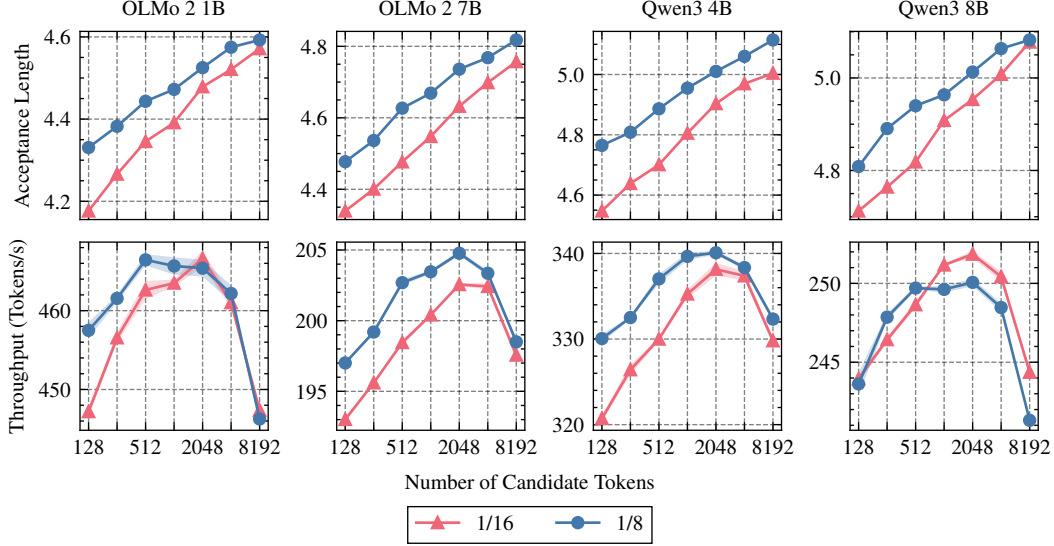 OLMo 2 1B
OLMo 2 7B
Qwen3 4B
Qwen3 8B
Acceptance Length
4.6
4.4
4.2
4.8
4.6
4.4
5.0
4.8
4.6
5.0
4.8
Throughput (Tokens/s)
460
450
205
200
195
340
330
320
250
245
128 512 2048 8192
128 512 2048 8192
128 512 2048 8192
128 512 2048 8192
Number of Candidate Tokens
1/16 1/8